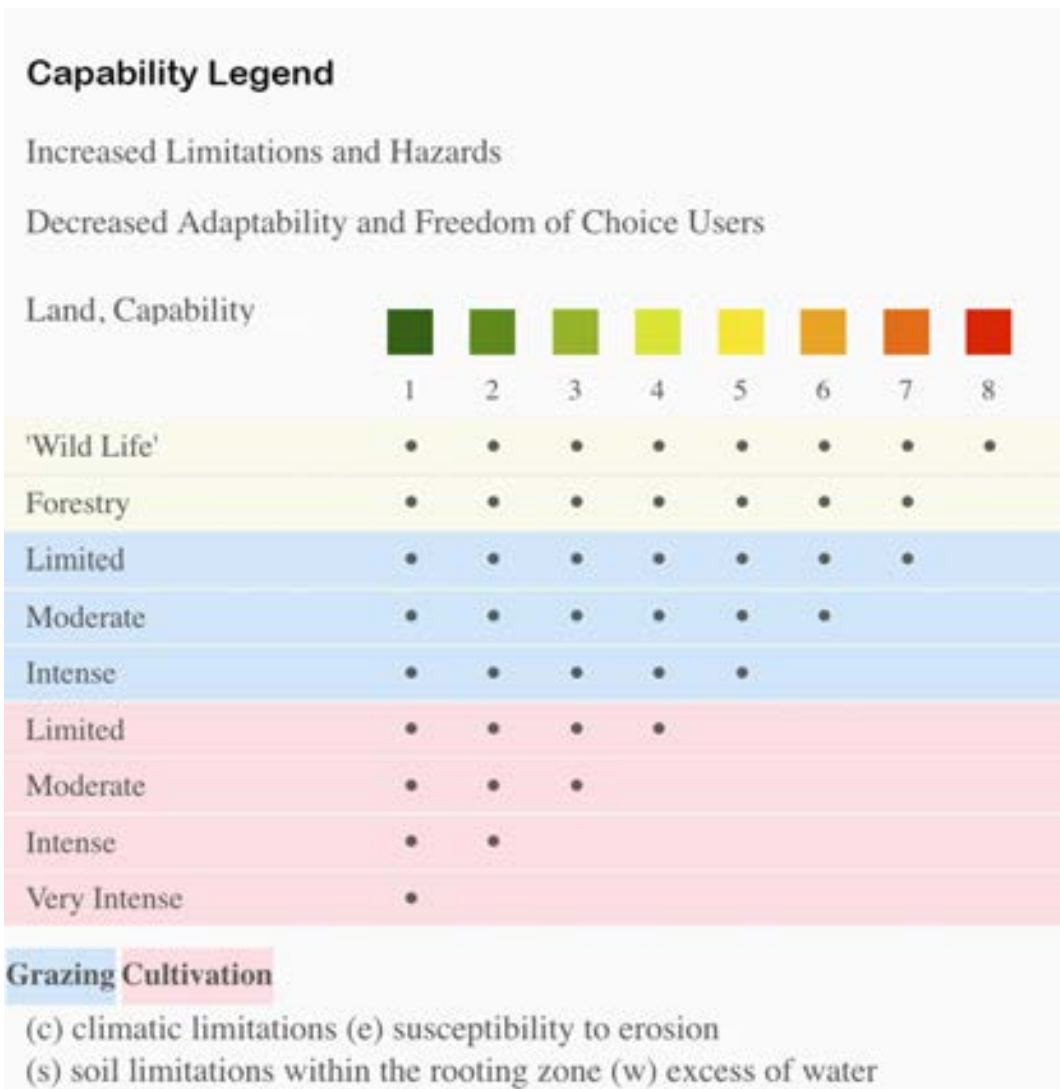 Capability Legend
Increased Limitations and Hazards
Decreased Adaptability and Freedom of Choice Users
Land, Capability
1 2 3 4 5 6 7 8
'Wild Life' • • • • • • • •
Forestry • • • • • • •
Limited • • • • • • •
Moderate • • • • • •
Intense • • • • •
Limited • • • •
Moderate • • •
Intense • •
Very Intense •
Grazing Cultivation
(c) climatic limitations (e) susceptibility to erosion
(s) soil limitations within the rooting zone (w) excess of water